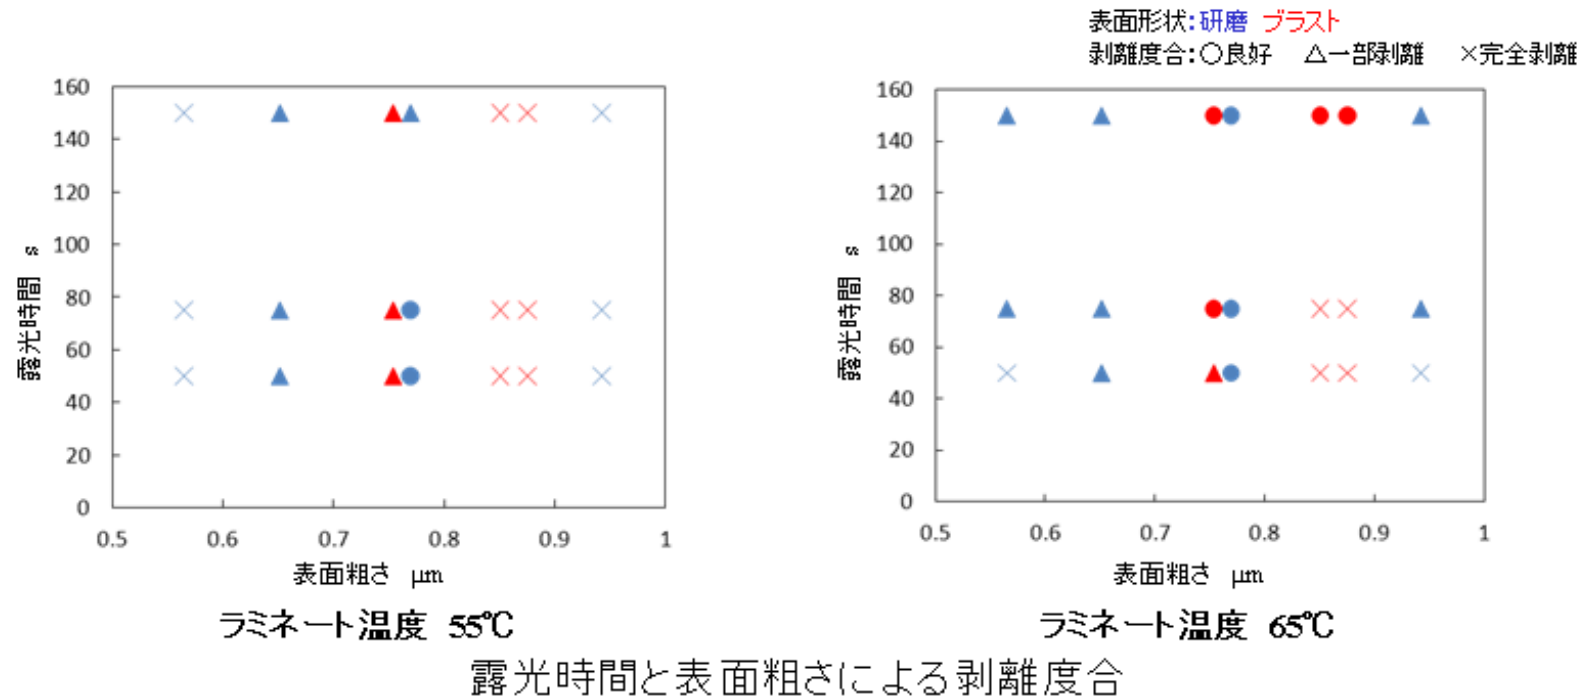 表面形状:研磨 ブラスト
剥離度合:○良好 △一部剥離 ×完全剥離
160
140
120
100
80
60
40
20
0
露光時間 s
0.5 0.6 0.7 0.8 0.9 1
表面粗さ μm
ラミネート温度 55℃
160
140
120
100
80
60
40
20
0
露光時間 s
0.5 0.6 0.7 0.8 0.9 1
表面粗さ μm
ラミネート温度 65℃
露光時間と表面粗さによる剥離度合